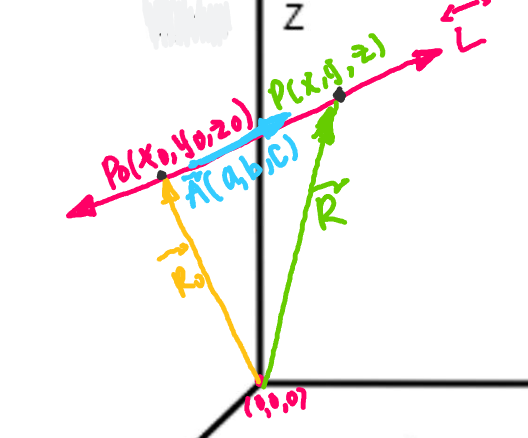 Z
L
P(x,y,z)
P0(x0,y0,z0)
A(a,b,c)
R
R0
(0,0,0)